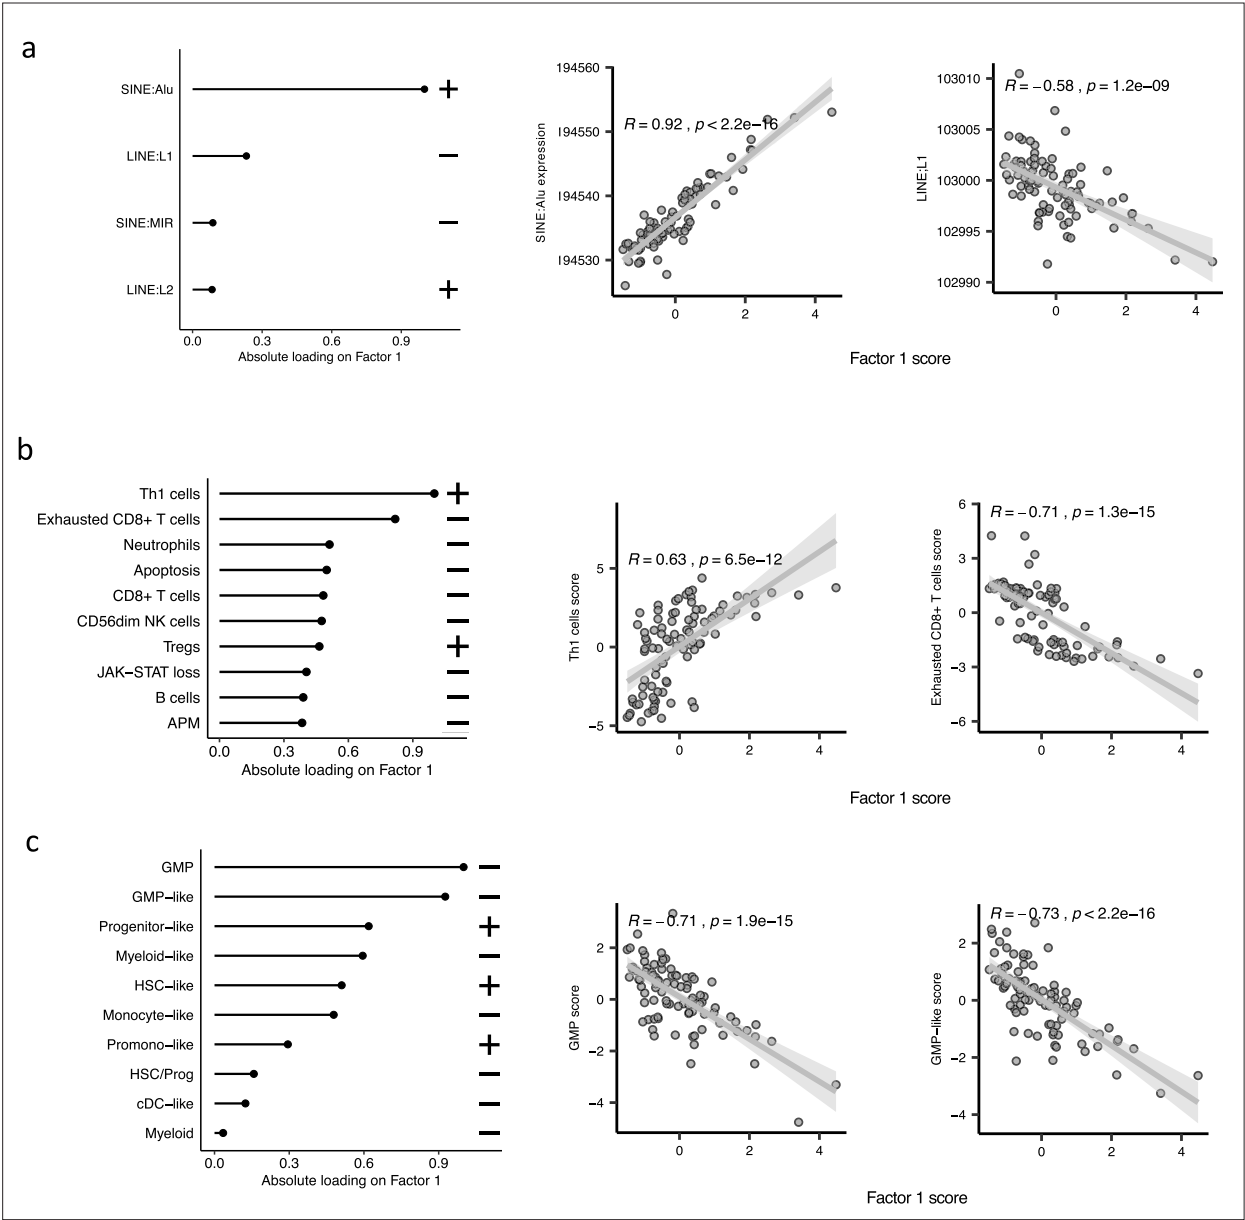 a
SINE:Alu
+
LINE:L1
−
SINE:MIR
−
LINE:L2
+
0.0 0.3 0.6 0.9
Absolute loading on Factor 1
194560
194550
194540
194530
SINE:Alu expression
R = 0.92 , p < 2.2e−16
0 2 4
103010
103005
103000
102995
102990
LINE:L1
R = −0.58 , p = 1.2e−09
0 2 4
Factor 1 score
b
Th1 cells
+
Exhausted CD8+ T cells
−
Neutrophils
−
Apoptosis
−
CD8+ T cells
−
CD56dim NK cells
−
Tregs
+
JAK−STAT loss
−
B cells
−
APM
−
0.0 0.3 0.6 0.9
Absolute loading on Factor 1
5
0
−5
Th1 cells score
R = 0.63 , p = 6.5e−12
0 2 4
6
3
0
−3
−6
Exhausted CD8+ T cells score
R = −0.71 , p = 1.3e−15
0 2 4
Factor 1 score
c
GMP
−
GMP−like
−
Progenitor−like
+
Myeloid−like
−
HSC−like
+
Monocyte−like
−
Promono−like
+
HSC/Prog
−
cDC−like
−
Myeloid
−
0.0 0.3 0.6 0.9
Absolute loading on Factor 1
2
0
−2
−4
GMP score
R = −0.71 , p = 1.9e−15
0 2 4
2
0
−2
−4
GMP−like score
R = −0.73 , p < 2.2e−16
0 2 4
Factor 1 score